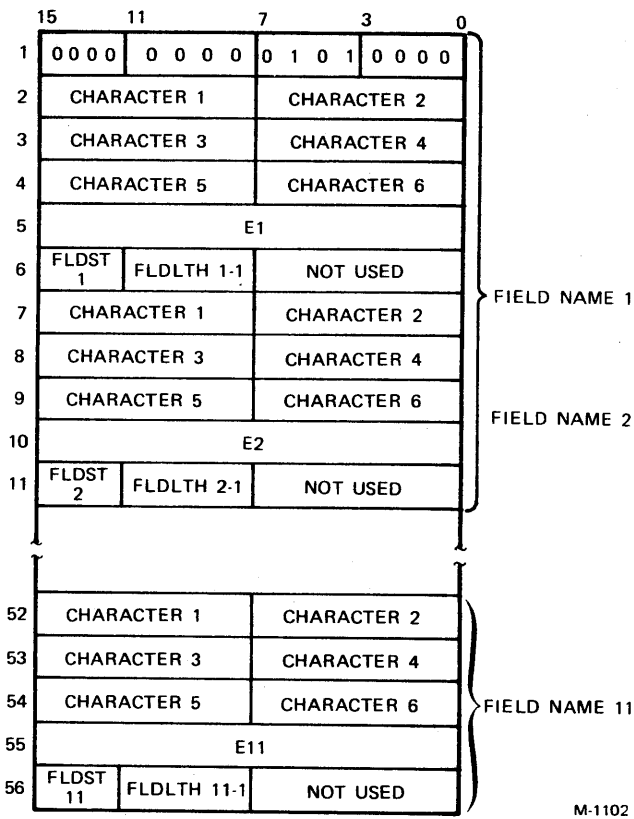 15 11 7 3 0
1 0000 0 0 0 0 0 1 0 1 0 0 0 0
2 CHARACTER 1 CHARACTER 2
3 CHARACTER 3 CHARACTER 4
4 CHARACTER 5 CHARACTER 6
5 E1
6 FLDST 1 FLDLTH 1-1 NOT USED
FIELD NAME 1
7 CHARACTER 1 CHARACTER 2
8 CHARACTER 3 CHARACTER 4
9 CHARACTER 5 CHARACTER 6
FIELD NAME 2
10 E2
11 FLDST 2 FLDLTH 2-1 NOT USED
52 CHARACTER 1 CHARACTER 2
53 CHARACTER 3 CHARACTER 4
54 CHARACTER 5 CHARACTER 6
FIELD NAME 11
55 E11
56 FLDST 11 FLDLTH 11-1 NOT USED
M-1102